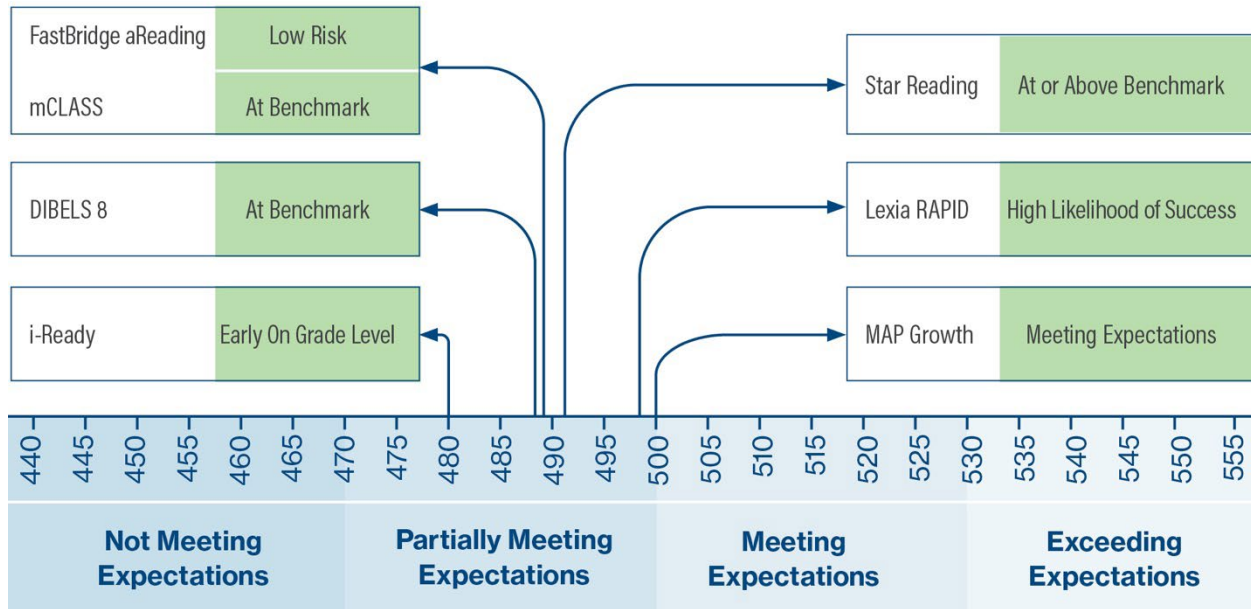 FastBridge aReading Low Risk
mCLASS At Benchmark
Star Reading At or Above Benchmark
DIBELS 8 At Benchmark
Lexia RAPID High Likelihood of Success
i-Ready Early On Grade Level
MAP Growth Meeting Expectations
440 445 450 455 460 465 470 475 480 485 490 495 500 505 510 515 520 525 530 535 540 545 550 555
Not Meeting
Expectations
Partially Meeting
Expectations
Meeting
Expectations
Exceeding
Expectations